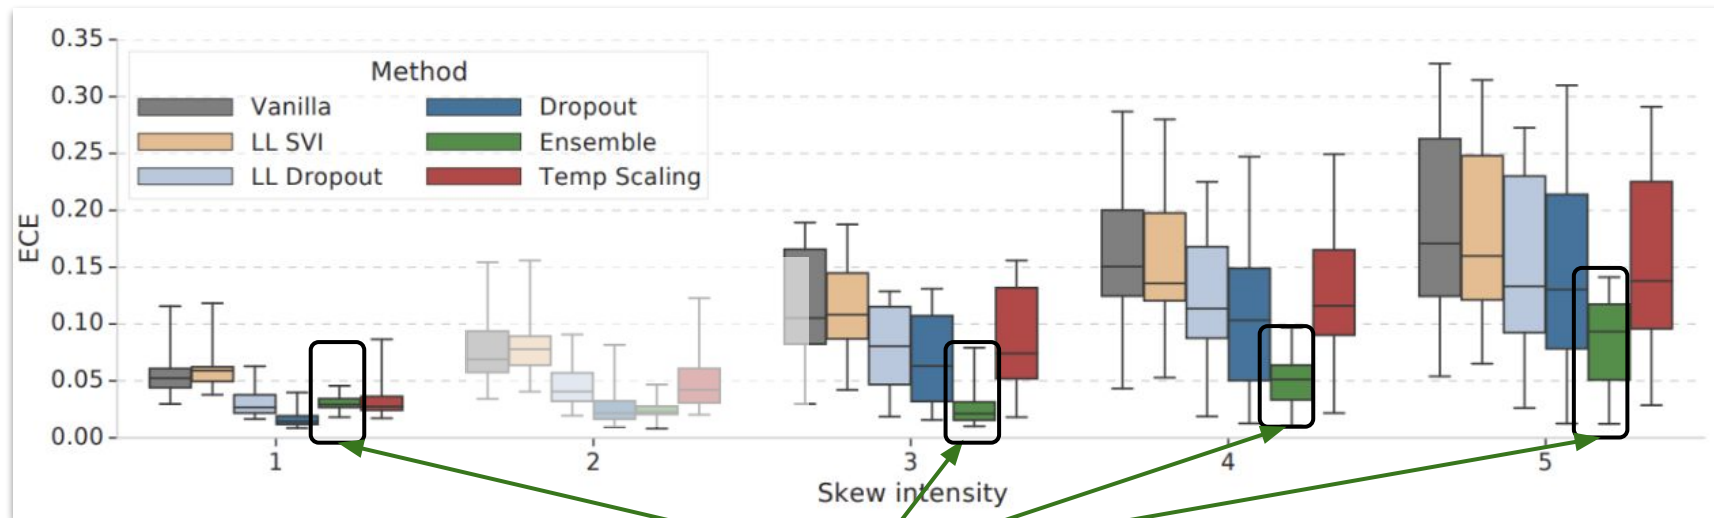 0.35
0.30
0.25
0.20
0.15
0.10
0.05
0.00
ECE
Method
Vanilla
LL SVI
LL Dropout
Dropout
Ensemble
Temp Scaling
1 2 3 4 5
Skew intensity